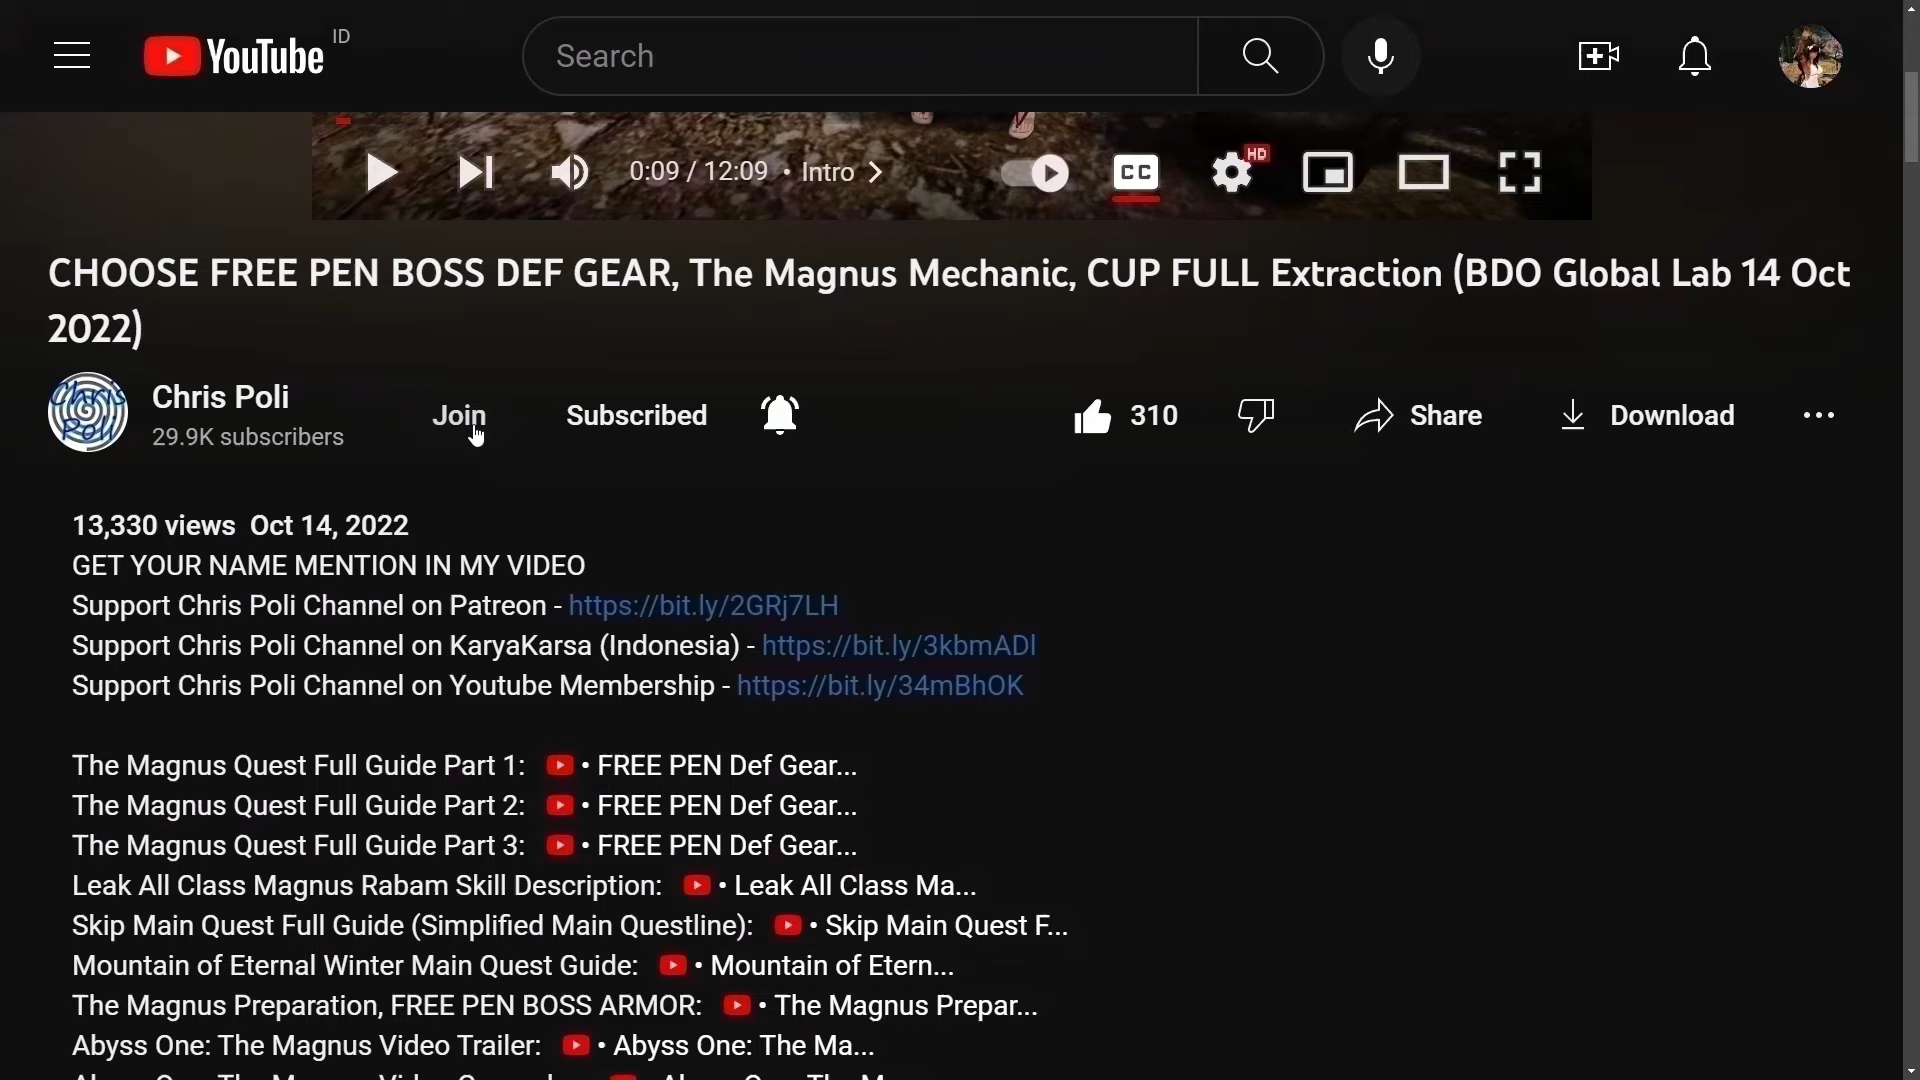 YouTube ID
Search
0:09 / 12:09 • Intro
CC
HD
CHOOSE FREE PEN BOSS DEF GEAR, The Magnus Mechanic, CUP FULL Extraction (BDO Global Lab 14 Oct
2022)
Chris Poli
Chris Poli
29.9K subscribers
Join
Subscribed
310
Share
Download
13,330 views Oct 14, 2022
GET YOUR NAME MENTION IN MY VIDEO
Support Chris Poli Channel on Patreon - https://bit.ly/2GRj7LH
Support Chris Poli Channel on KaryaKarsa (Indonesia) - https://bit.ly/3kbmADl
Support Chris Poli Channel on Youtube Membership - https://bit.ly/34mBhOK
The Magnus Quest Full Guide Part 1: • FREE PEN Def Gear...
The Magnus Quest Full Guide Part 2: • FREE PEN Def Gear...
The Magnus Quest Full Guide Part 3: • FREE PEN Def Gear...
Leak All Class Magnus Rabam Skill Description: • Leak All Class Ma...
Skip Main Quest Full Guide (Simplified Main Questline): • Skip Main Quest F...
Mountain of Eternal Winter Main Quest Guide: • Mountain of Etern...
The Magnus Preparation, FREE PEN BOSS ARMOR: • The Magnus Prepar...
Abyss One: The Magnus Video Trailer: • Abyss One: The Ma...